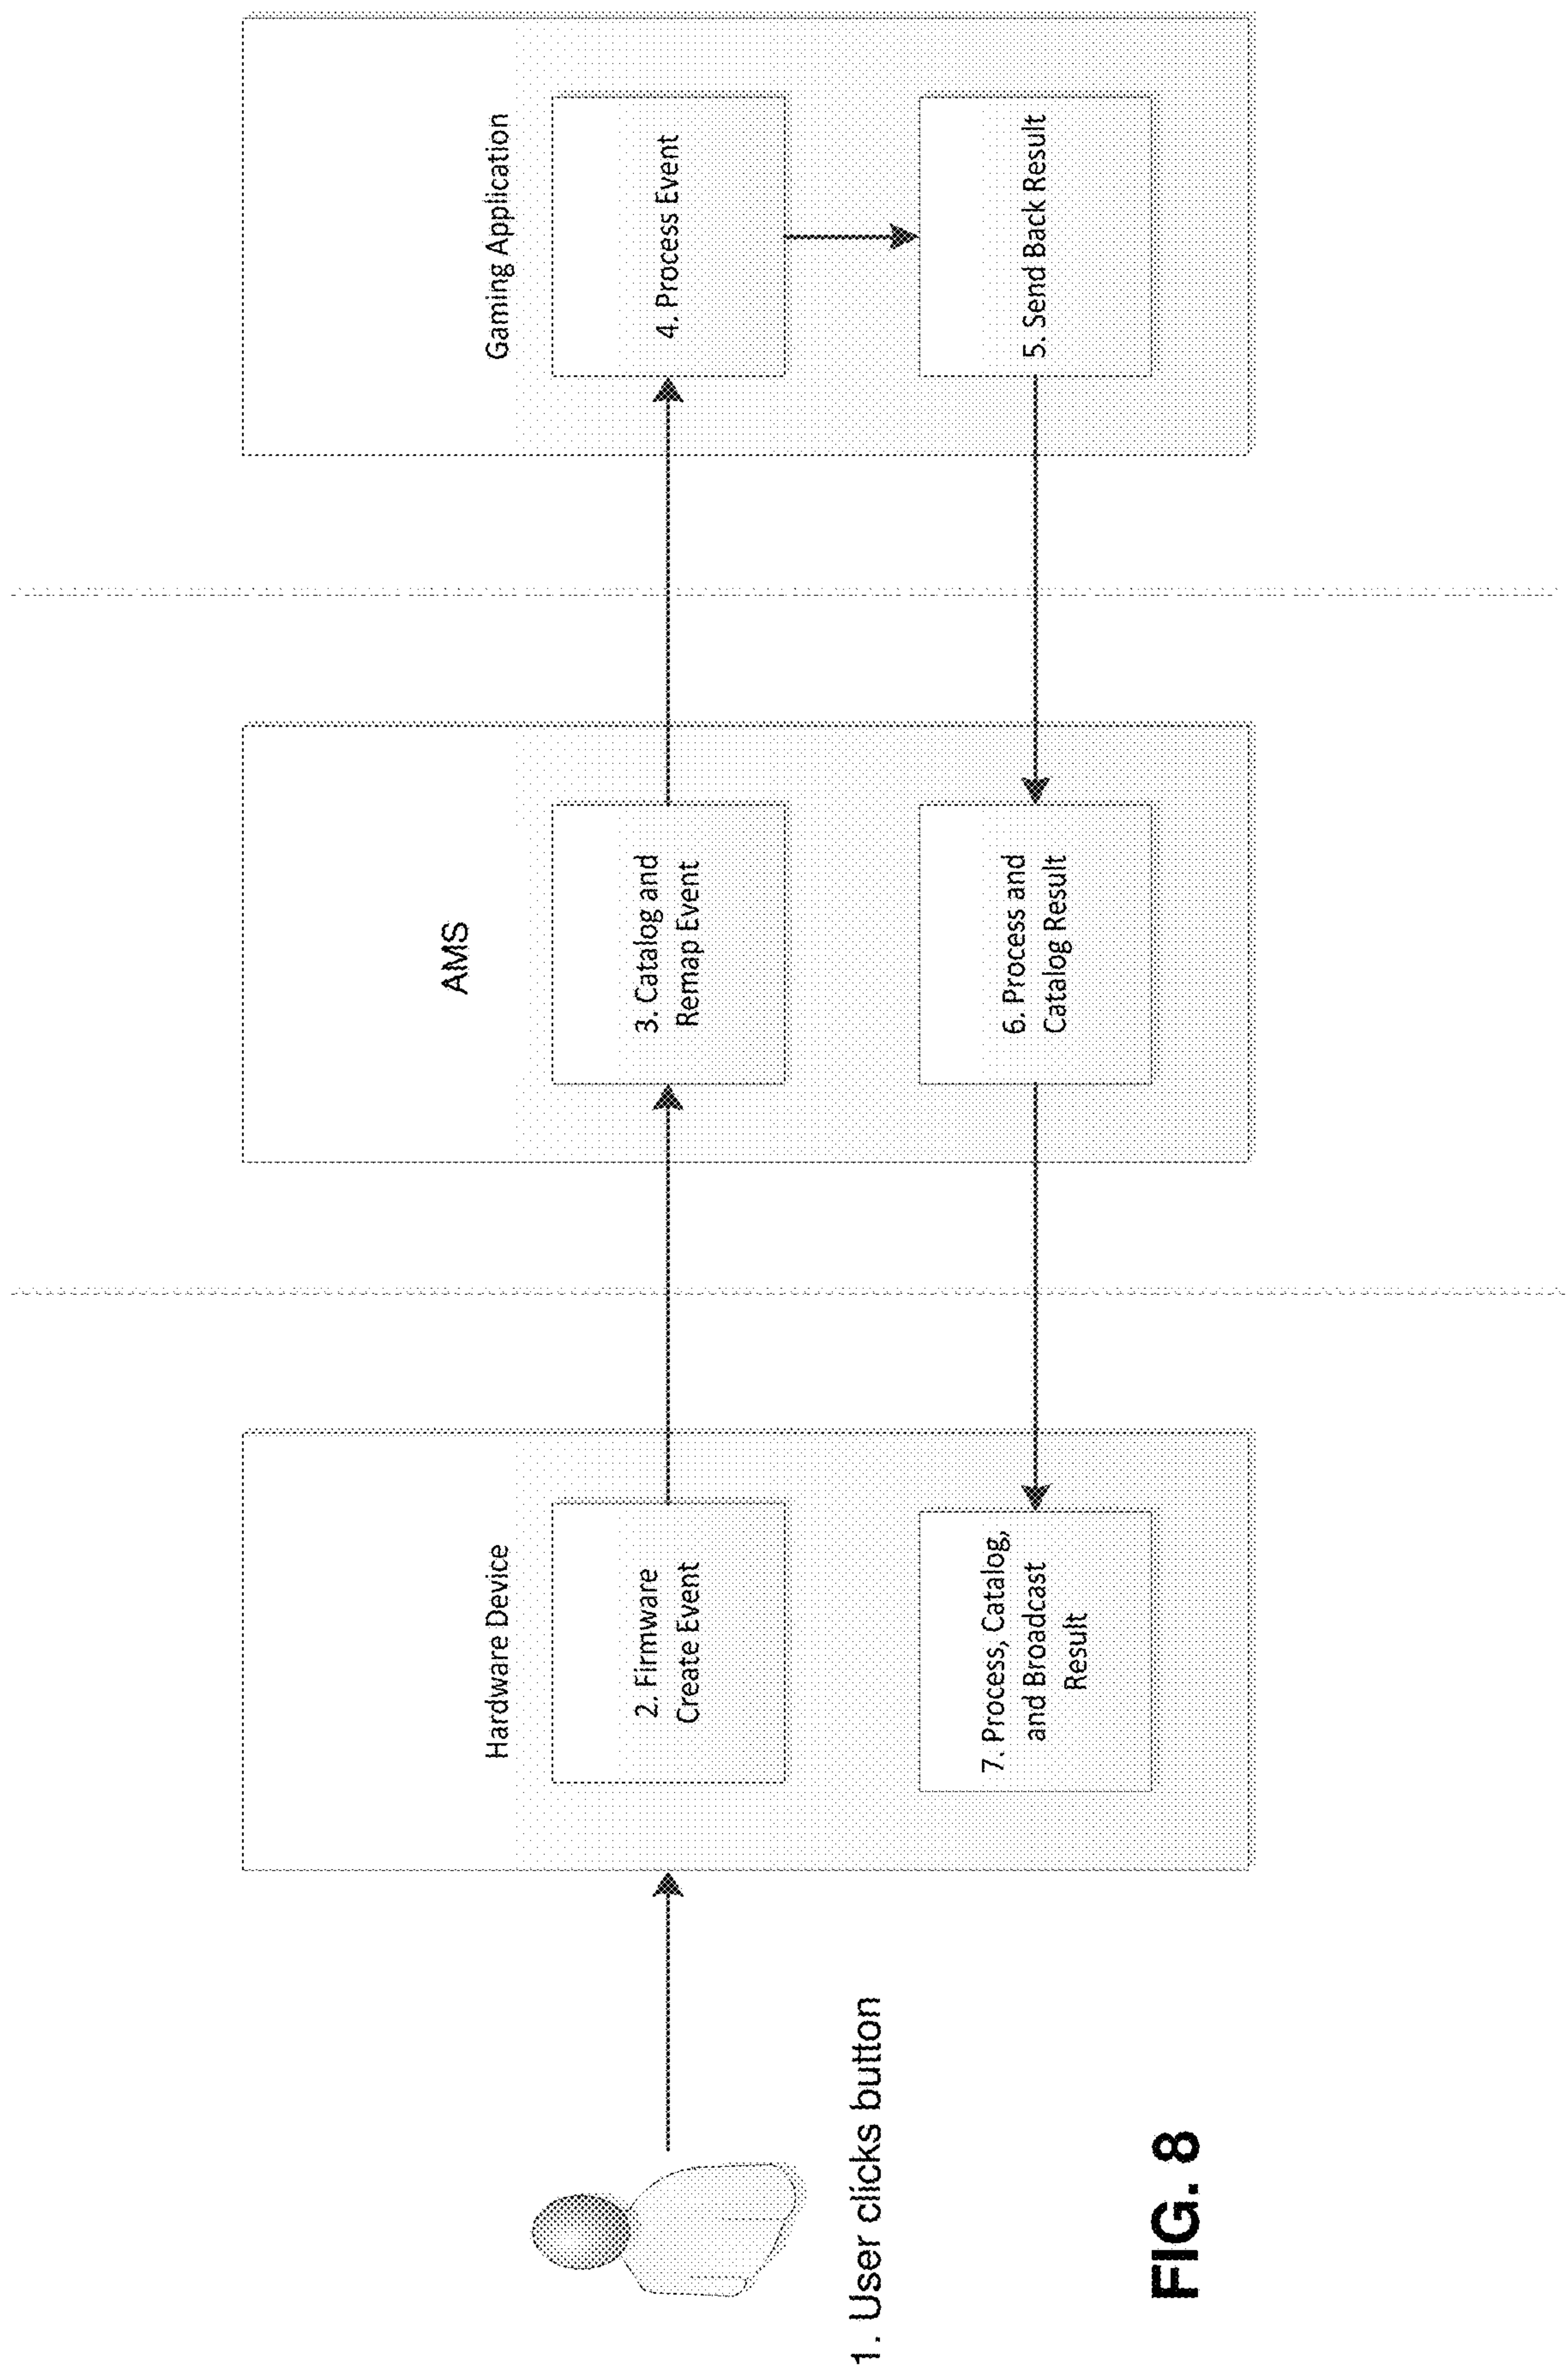 Hardware Device
AMS
Gaming Application
1. User clicks button
2. Firmware
Create Event
3. Catalog and
Remap Event
4. Process Event
5. Send Back Result
6. Process and
Catalog Result
7. Process, Catalog,
and Broadcast
Result
FIG. 8